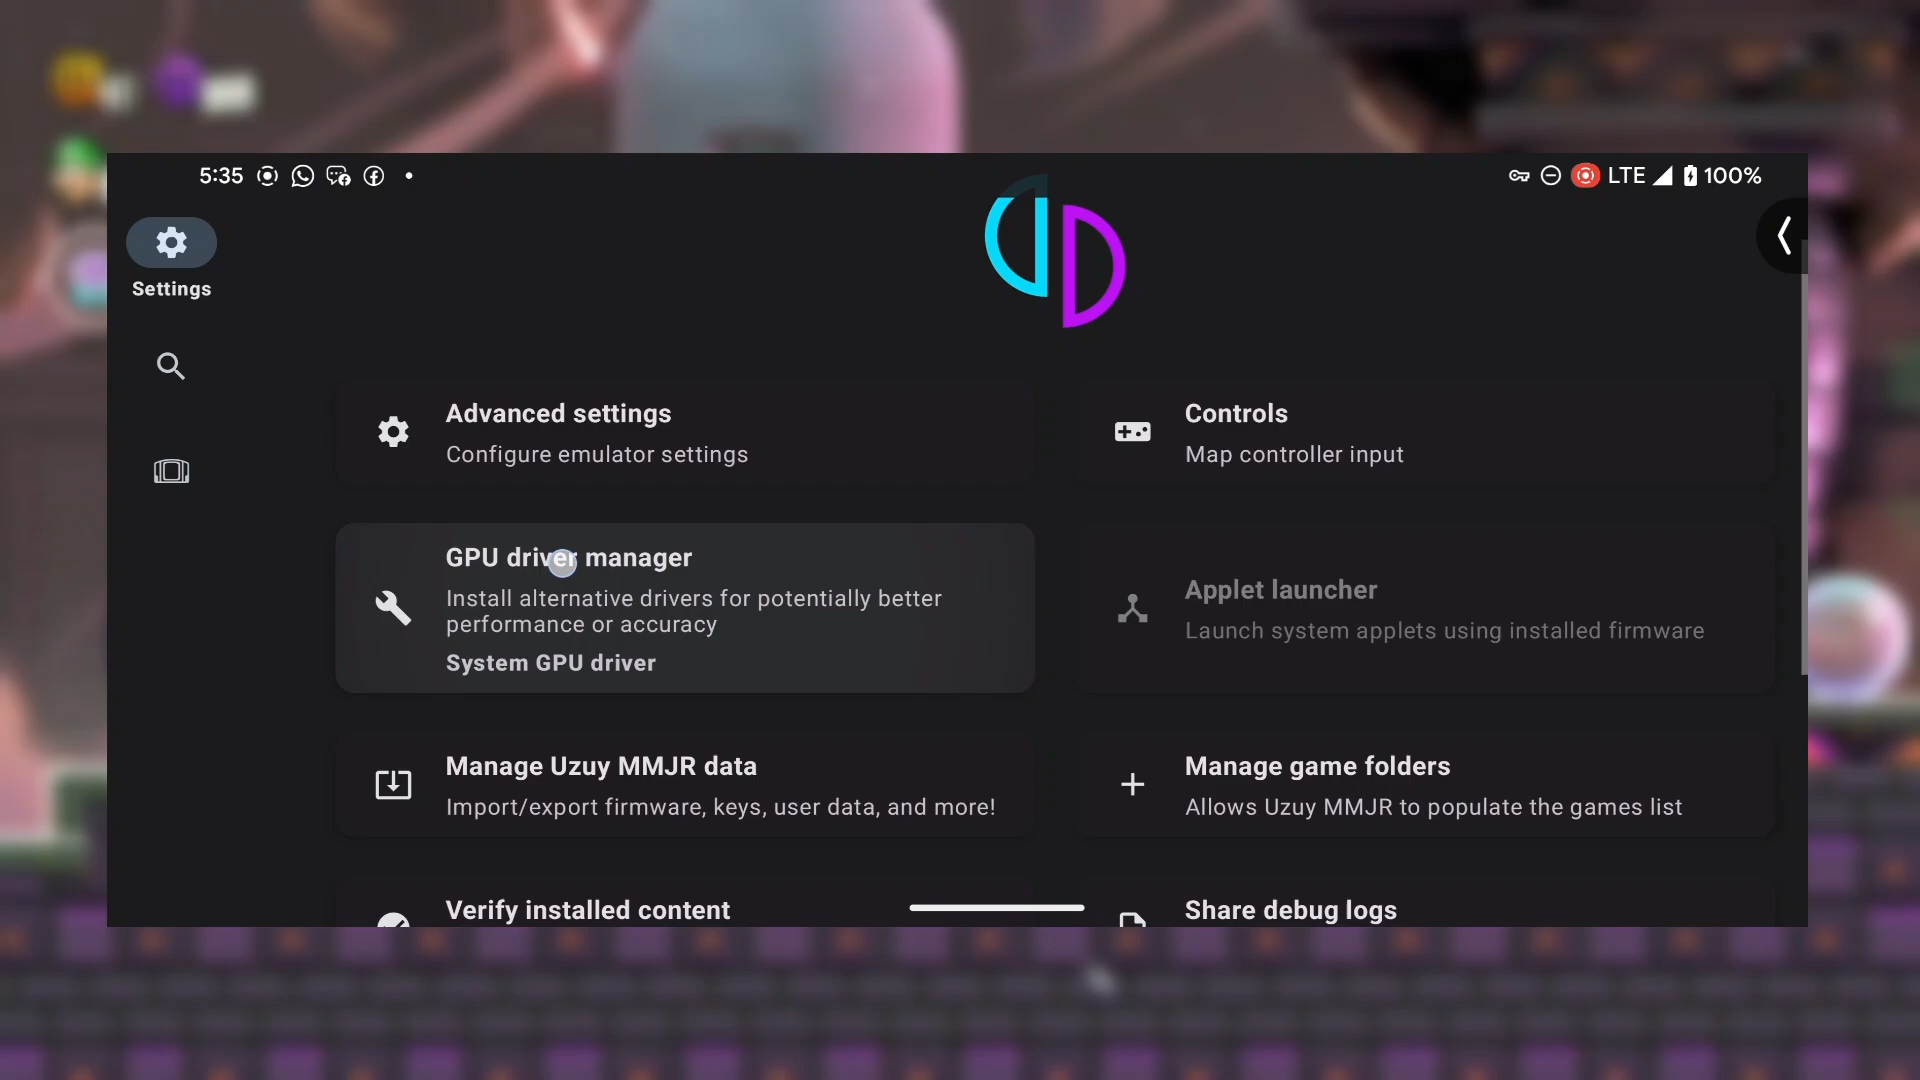 5:35
LTE 100%
Settings
Advanced settings
Configure emulator settings
Controls
Map controller input
GPU driver manager
Install alternative drivers for potentially better
performance or accuracy
System GPU driver
Applet launcher
Launch system applets using installed firmware
Manage Uzuy MMJR data
Import/export firmware, keys, user data, and more!
Manage game folders
Allows Uzuy MMJR to populate the games list
Verify installed content
Share debug logs